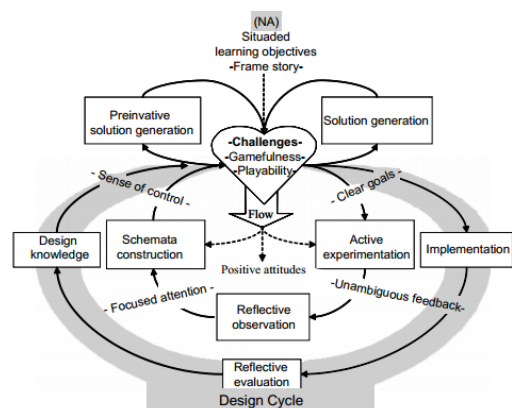 (NA)
Situaded
learning objectives
-Frame story-
Preinvative
solution generation
Solution generation
-Challenges-
-Gamefulness-
-Playability-
- Sense of control -
- Clear goals -
Flow
Design
knowledge
Schemata
construction
Active
experimentation
Implementation
Positive attitudes
- Focused attention -
-Unambiguous feedback-
Reflective
observation
Reflective
evaluation
Design Cycle